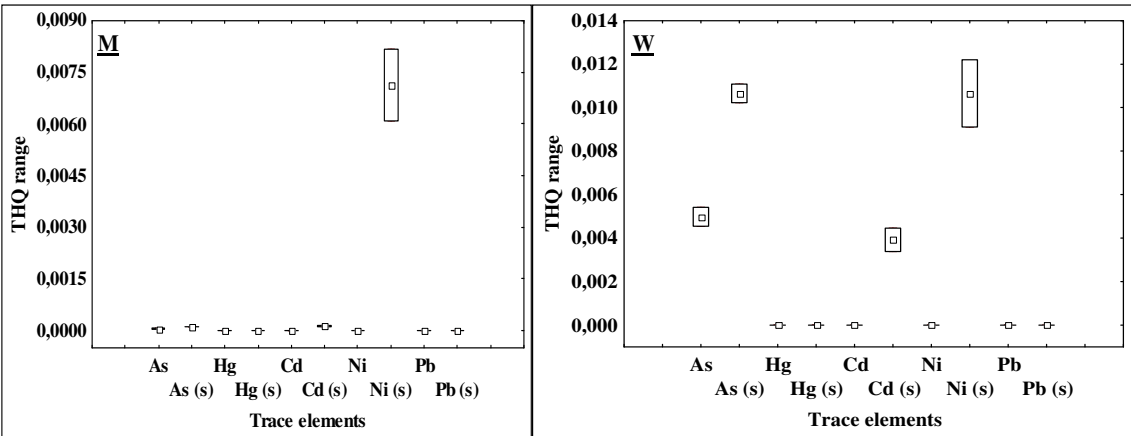 M
THQ range
0,0090
0,0075
0,0060
0,0045
0,0030
0,0015
0,0000
As Hg Cd Ni Pb
As (s) Hg (s) Cd (s) Ni (s) Pb (s)
Trace elements
W
THQ range
0,014
0,012
0,010
0,008
0,006
0,004
0,002
0,000
As Hg Cd Ni Pb
As (s) Hg (s) Cd (s) Ni (s) Pb (s)
Trace elements